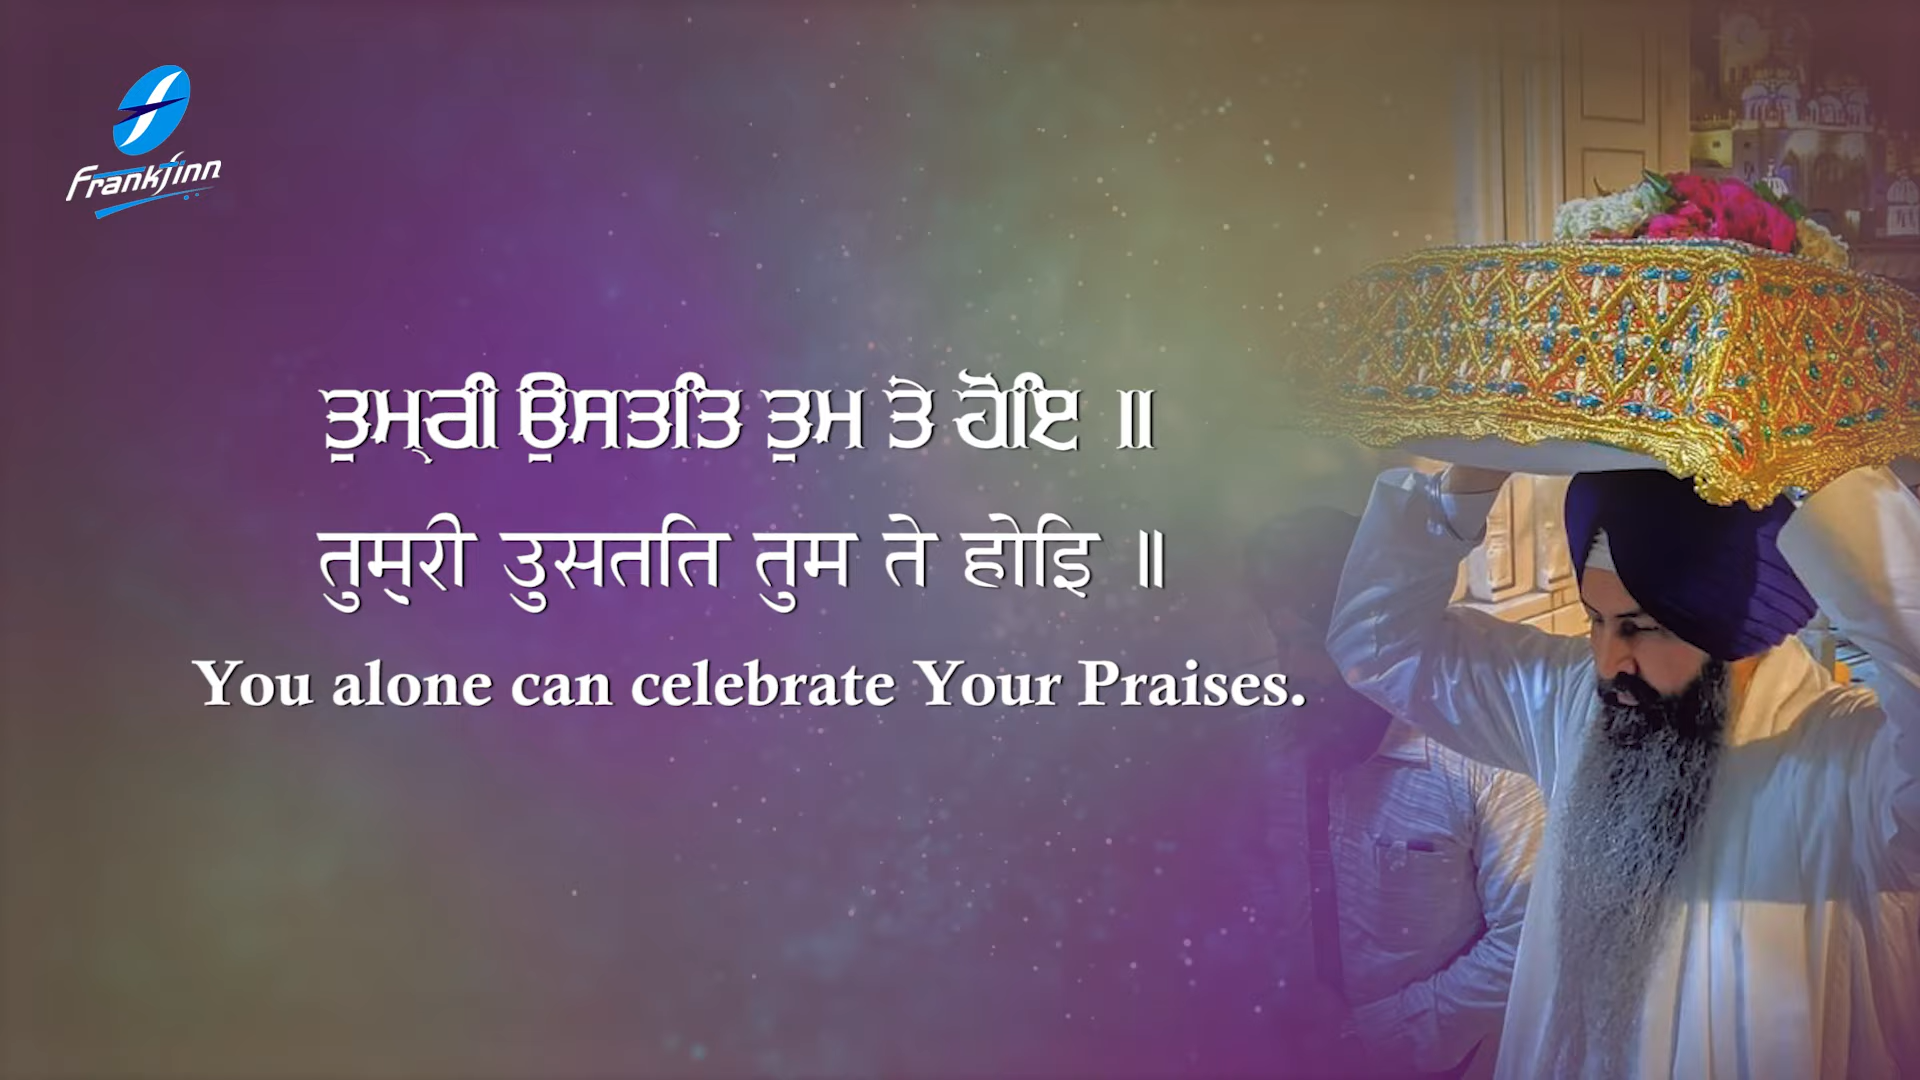 Frankfinn
ਤੁਮ੍ਰੀ ਉਸਤਤਿ ਤੁਮ ਤੇ ਹੋਇ ॥
तुम्री उसतति तुम ते होइि ॥
You alone can celebrate Your Praises.